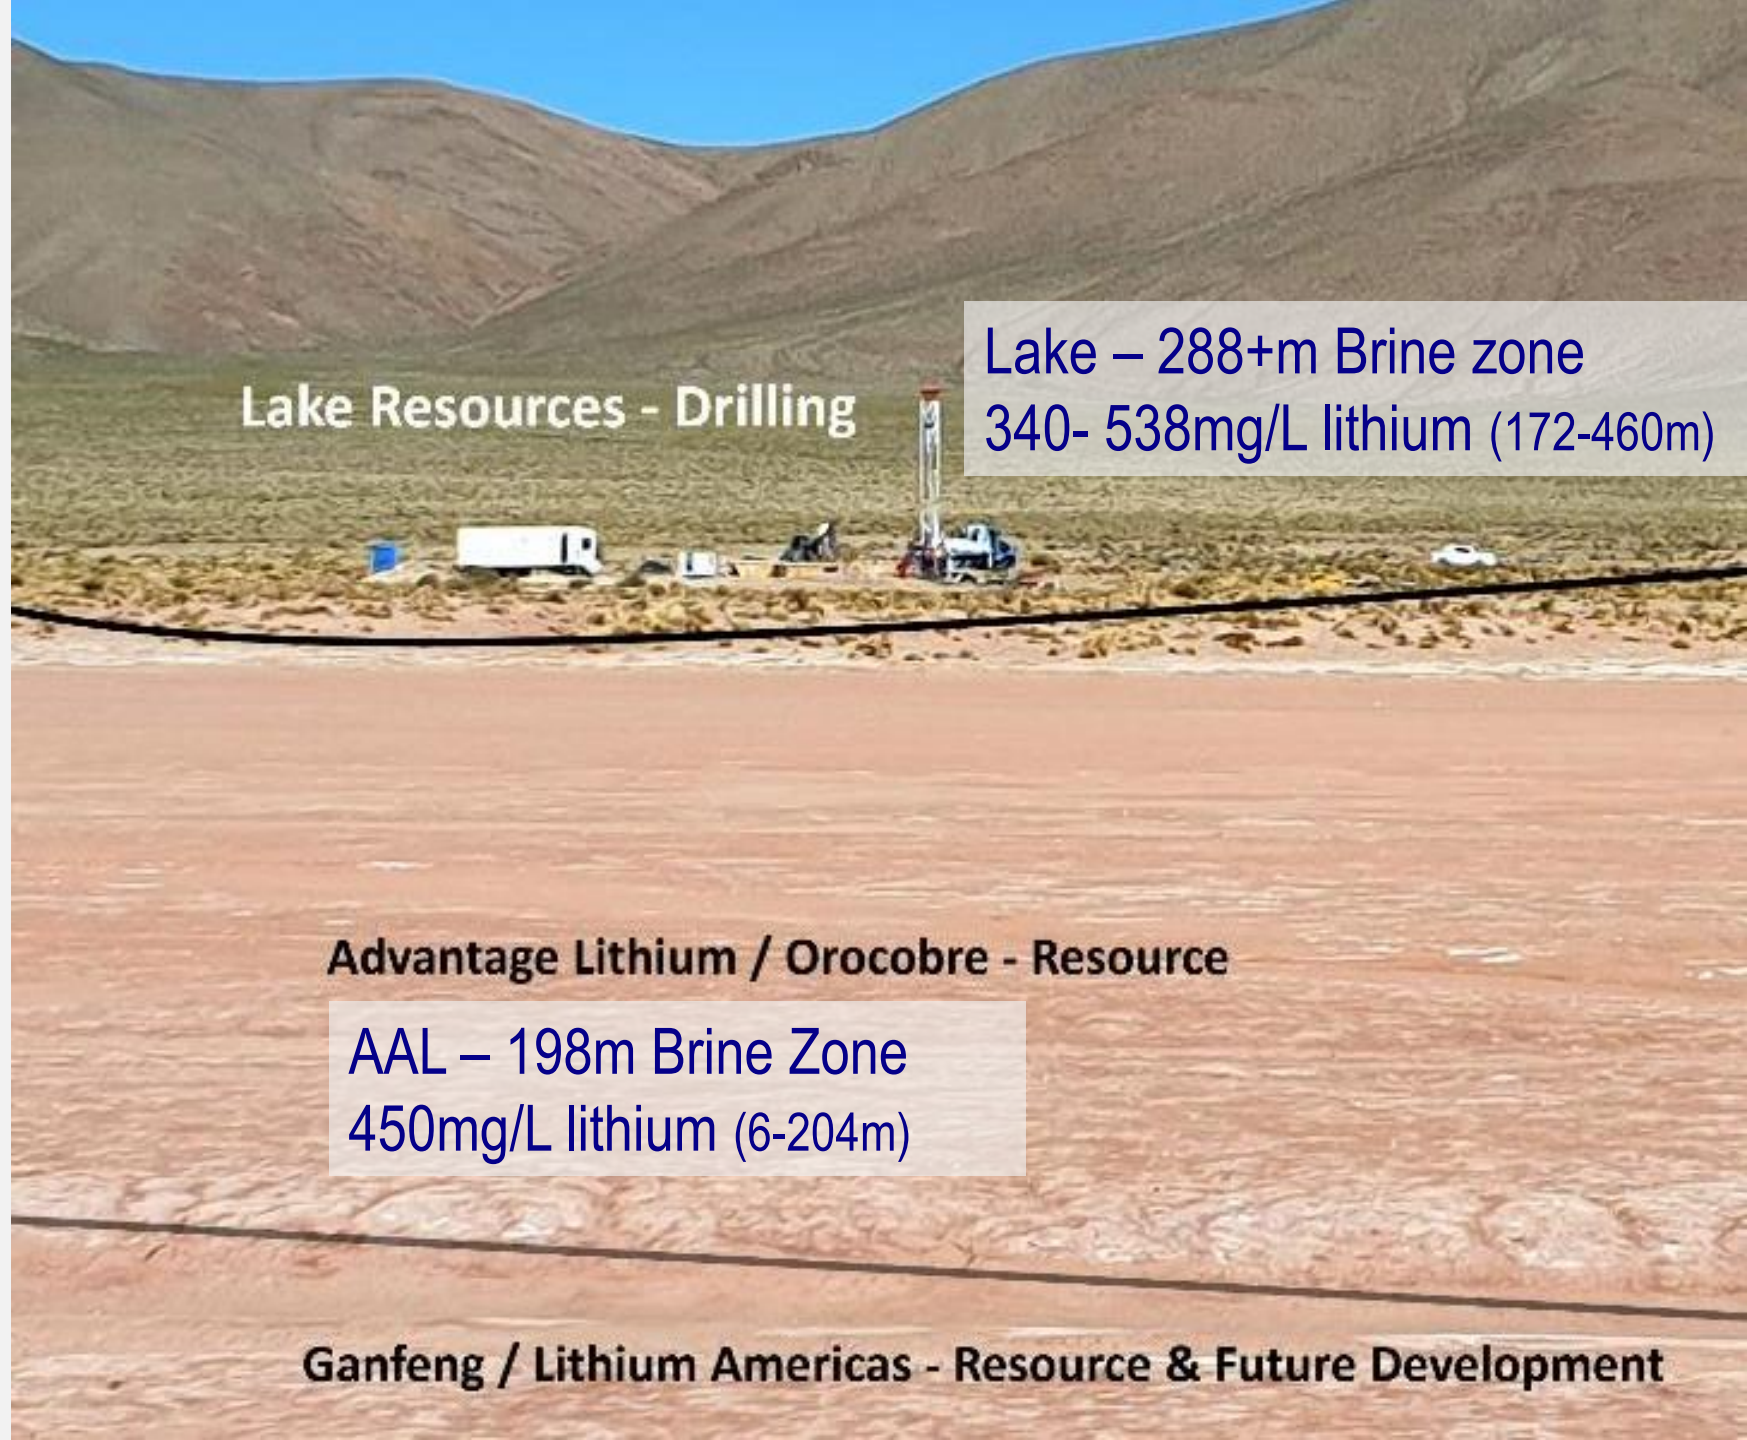 Lake Resources - Drilling
Lake – 288+m Brine zone
340- 538mg/L lithium (172-460m)
Advantage Lithium / Orocobre - Resource
AAL – 198m Brine Zone
450mg/L lithium (6-204m)
Ganfeng / Lithium Americas - Resource & Future Development